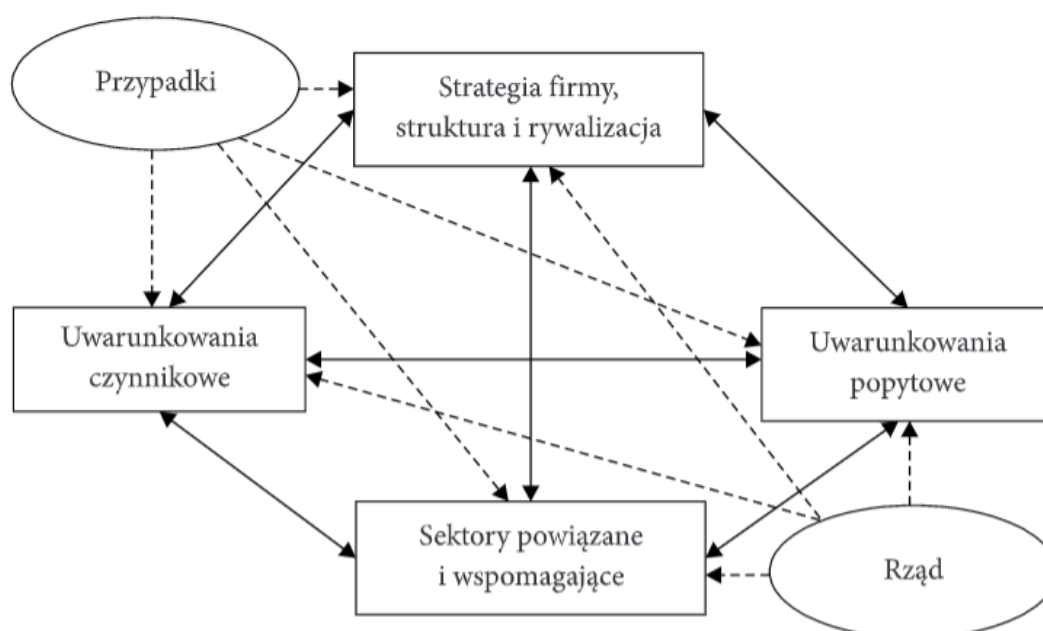 Przypadki
Strategia firmy,
struktura i rywalizacja
Uwarunkowania
czynnikowe
Uwarunkowania
popytowe
Sektory powiązane
i wspomagające
Rząd